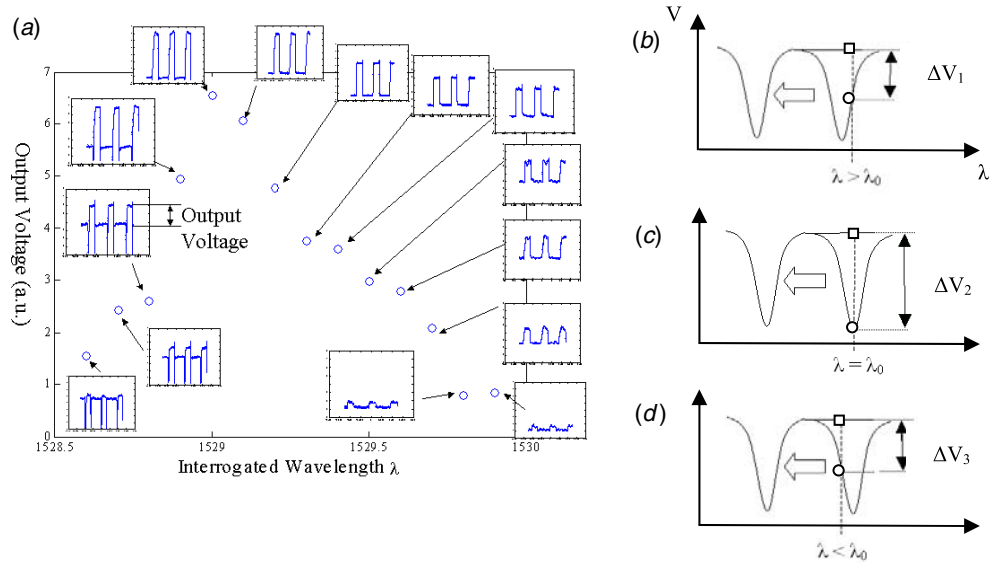 (a)
7
6
5
4
3
2
1
0
Output Voltage (a.u.)
Output
Voltage
1528.5
1529
1529.5
1530
Interrogated Wavelength λ
(b)
V
ΔV₁
λ > λ₀
λ
(c)
ΔV₂
λ = λ₀
(d)
ΔV₃
λ < λ₀